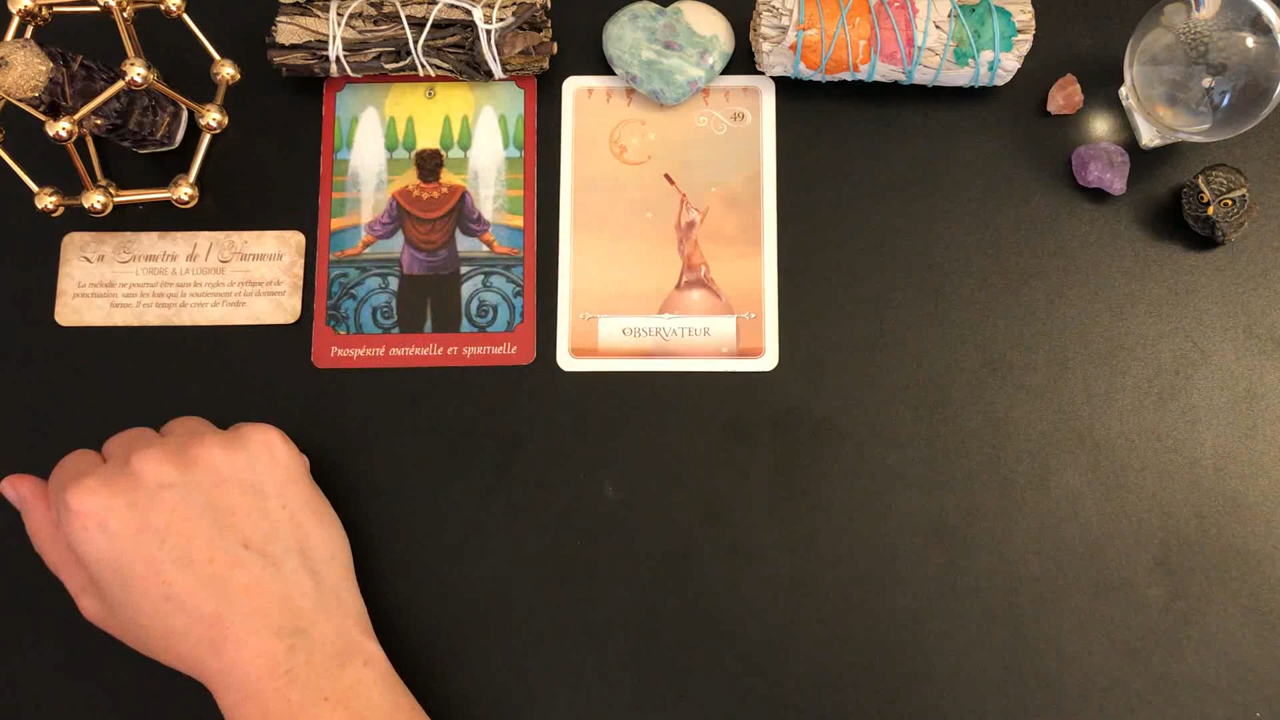 La Géométrie de l'Harmonie
L'ORDRE & LA LOGIQUE
La mélodie ne pourrait être sans les règles de rythme et de
ponctuation, sans les lois qui la soutiennent et lui donnent
forme. Il est temps de créer de l'ordre.
6
Prospérité matérielle et spirituelle
49
OBSERVATEUR